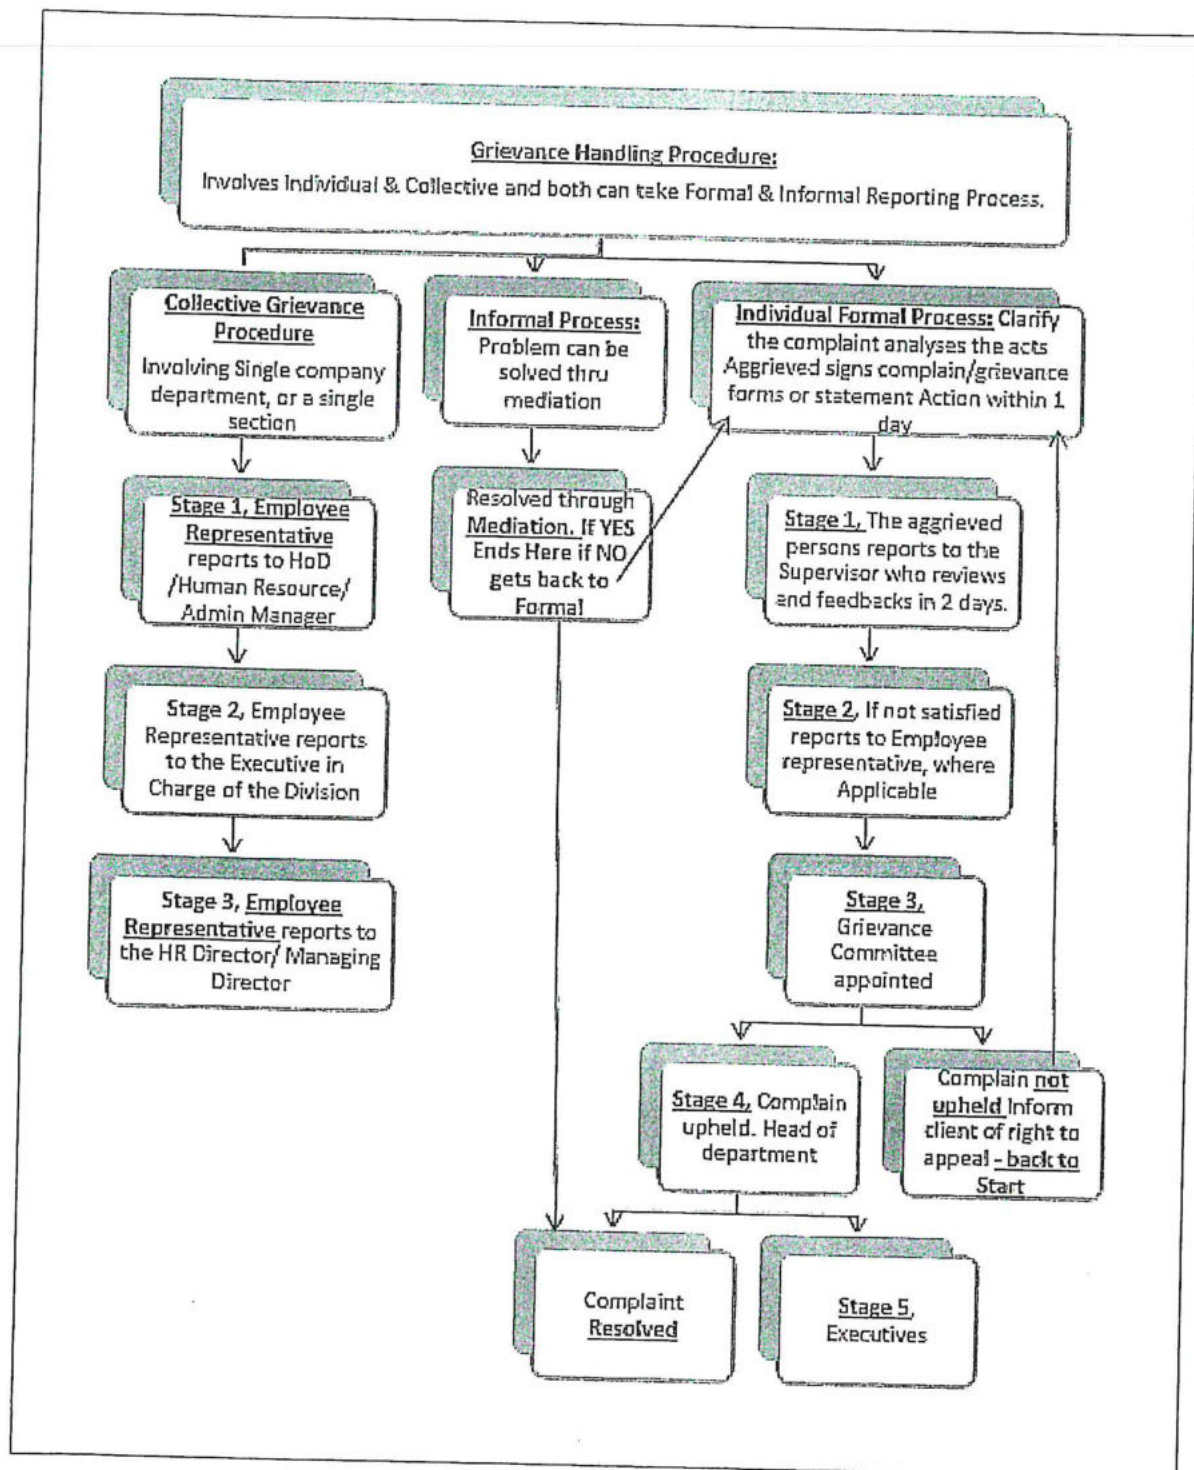 Grievance Handling Procedure:
Involves Individual & Collective and both can take Formal & Informal Reporting Process.
Collective Grievance
Procedure
Involving Single company
department, or a single
section
Stage 1, Employee
Representative
reports to HoD
/Human Resource/
Admin Manager
Stage 2, Employee
Representative reports
to the Executive in
Charge of the Division
Stage 3, Employee
Representative reports to
the HR Director/ Managing
Director
Informal Process:
Problem can be
solved thru
mediation
Resolved through
Mediation. If YES
Ends Here if NO
gets back to
Formal
Individual Formal Process: Clarify
the complaint analyses the acts
Aggrieved signs complain/grievance
forms or statement Action within 1
day
Stage 1, The aggrieved
persons reports to the
Supervisor who reviews
and feedbacks in 2 days.
Stage 2, If not satisfied
reports to Employee
representative, where
Applicable
Stage 3,
Grievance
Committee
appointed
Stage 4, Complain
upheld. Head of
department
Complain not
upheld Inform
client of right to
appeal - back to
Start
Complaint
Resolved
Stage 5,
Executives